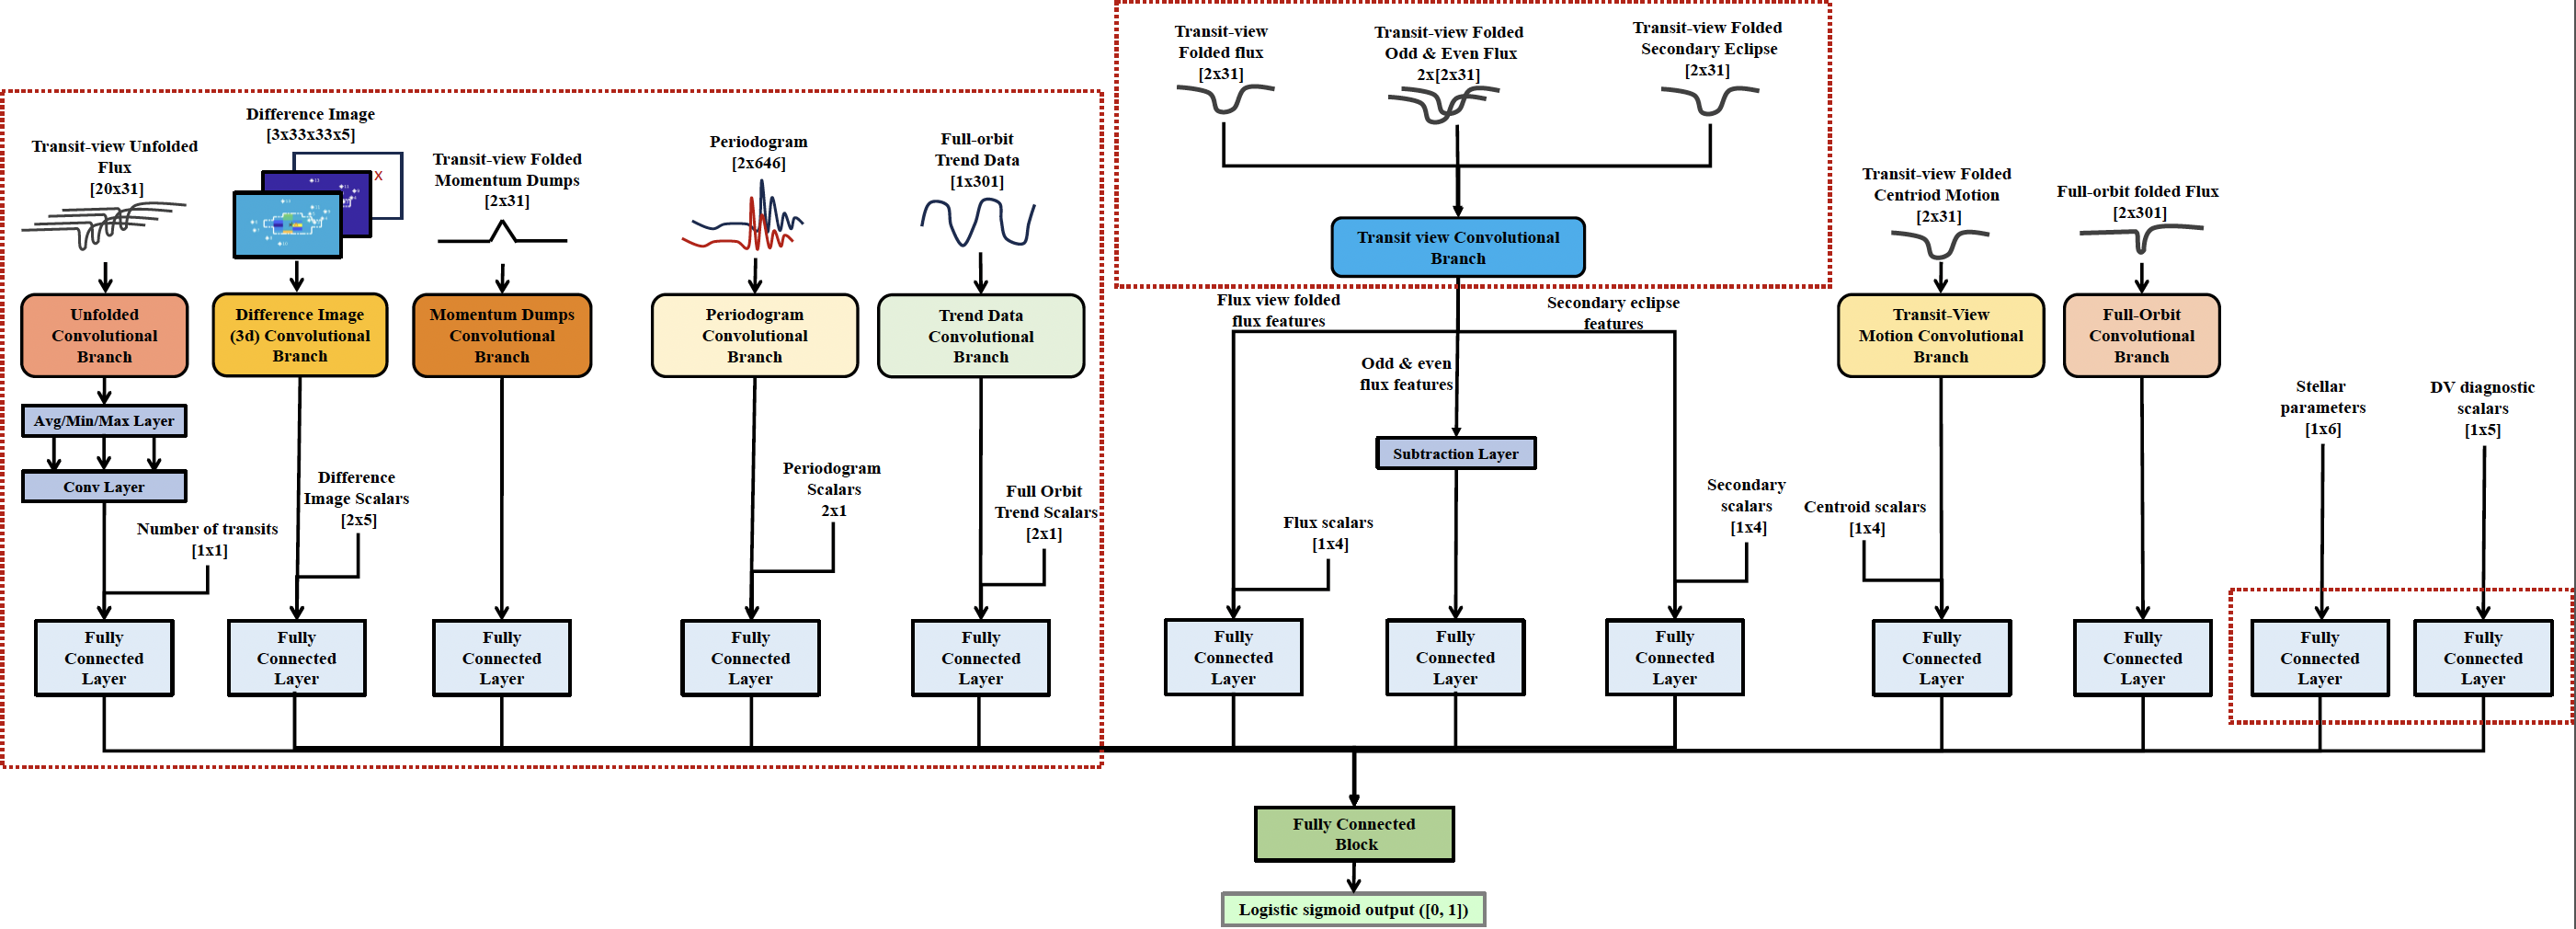 Transit-view Unfolded
Flux
[20x31]
Difference Image
[3x33x33x5]
x
Transit-view Folded
Momentum Dumps
[2x31]
Periodogram
[2x646]
Full-orbit
Trend Data
[1x301]
Transit-view
Folded flux
[2x31]
Transit-view Folded
Odd & Even Flux
2x[2x31]
Transit-view Folded
Secondary Eclipse
[2x31]
Transit-view Folded
Centriod Motion
[2x31]
Full-orbit folded Flux
[2x301]
Transit view Convolutional
Branch
Unfolded
Convolutional
Branch
Difference Image
(3d) Convolutional
Branch
Momentum Dumps
Convolutional
Branch
Periodogram
Convolutional
Branch
Trend Data
Convolutional
Branch
Flux view folded
flux features
Odd & even
flux features
Secondary eclipse
features
Transit-View
Motion Convolutional
Branch
Full-Orbit
Convolutional
Branch
Stellar
parameters
[1x6]
DV diagnostic
scalars
[1x5]
Avg/Min/Max Layer
Conv Layer
Subtraction Layer
Number of transits
[1x1]
Difference
Image Scalars
[2x5]
Periodogram
Scalars
2x1
Full Orbit
Trend Scalars
[2x1]
Flux scalars
[1x4]
Secondary
scalars
[1x4]
Centroid scalars
[1x4]
Fully
Connected
Layer
Fully
Connected
Layer
Fully
Connected
Layer
Fully
Connected
Layer
Fully
Connected
Layer
Fully
Connected
Layer
Fully
Connected
Layer
Fully
Connected
Layer
Fully
Connected
Layer
Fully
Connected
Layer
Fully
Connected
Layer
Fully
Connected
Layer
Fully Connected
Block
Logistic sigmoid output ([0, 1])